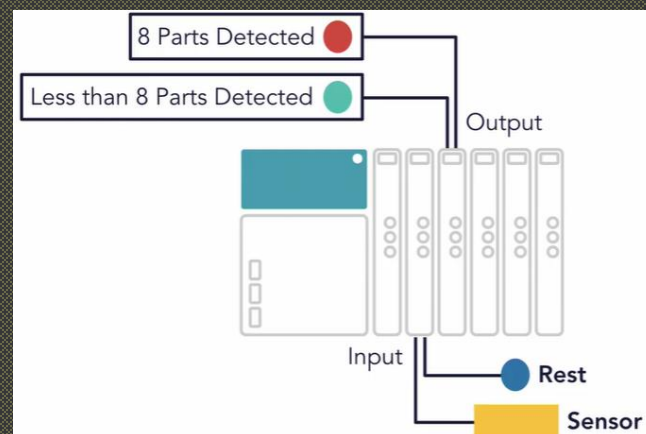 8 Parts Detected
Less than 8 Parts Detected
Output
Input
Rest
Sensor